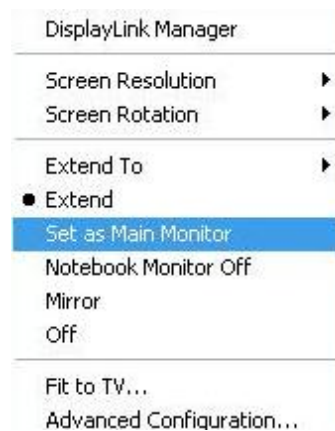 DisplayLink Manager
Screen Resolution
Screen Rotation
Extend To
Extend
Set as Main Monitor
Notebook Monitor Off
Mirror
Off
Fit to TV...
Advanced Configuration...